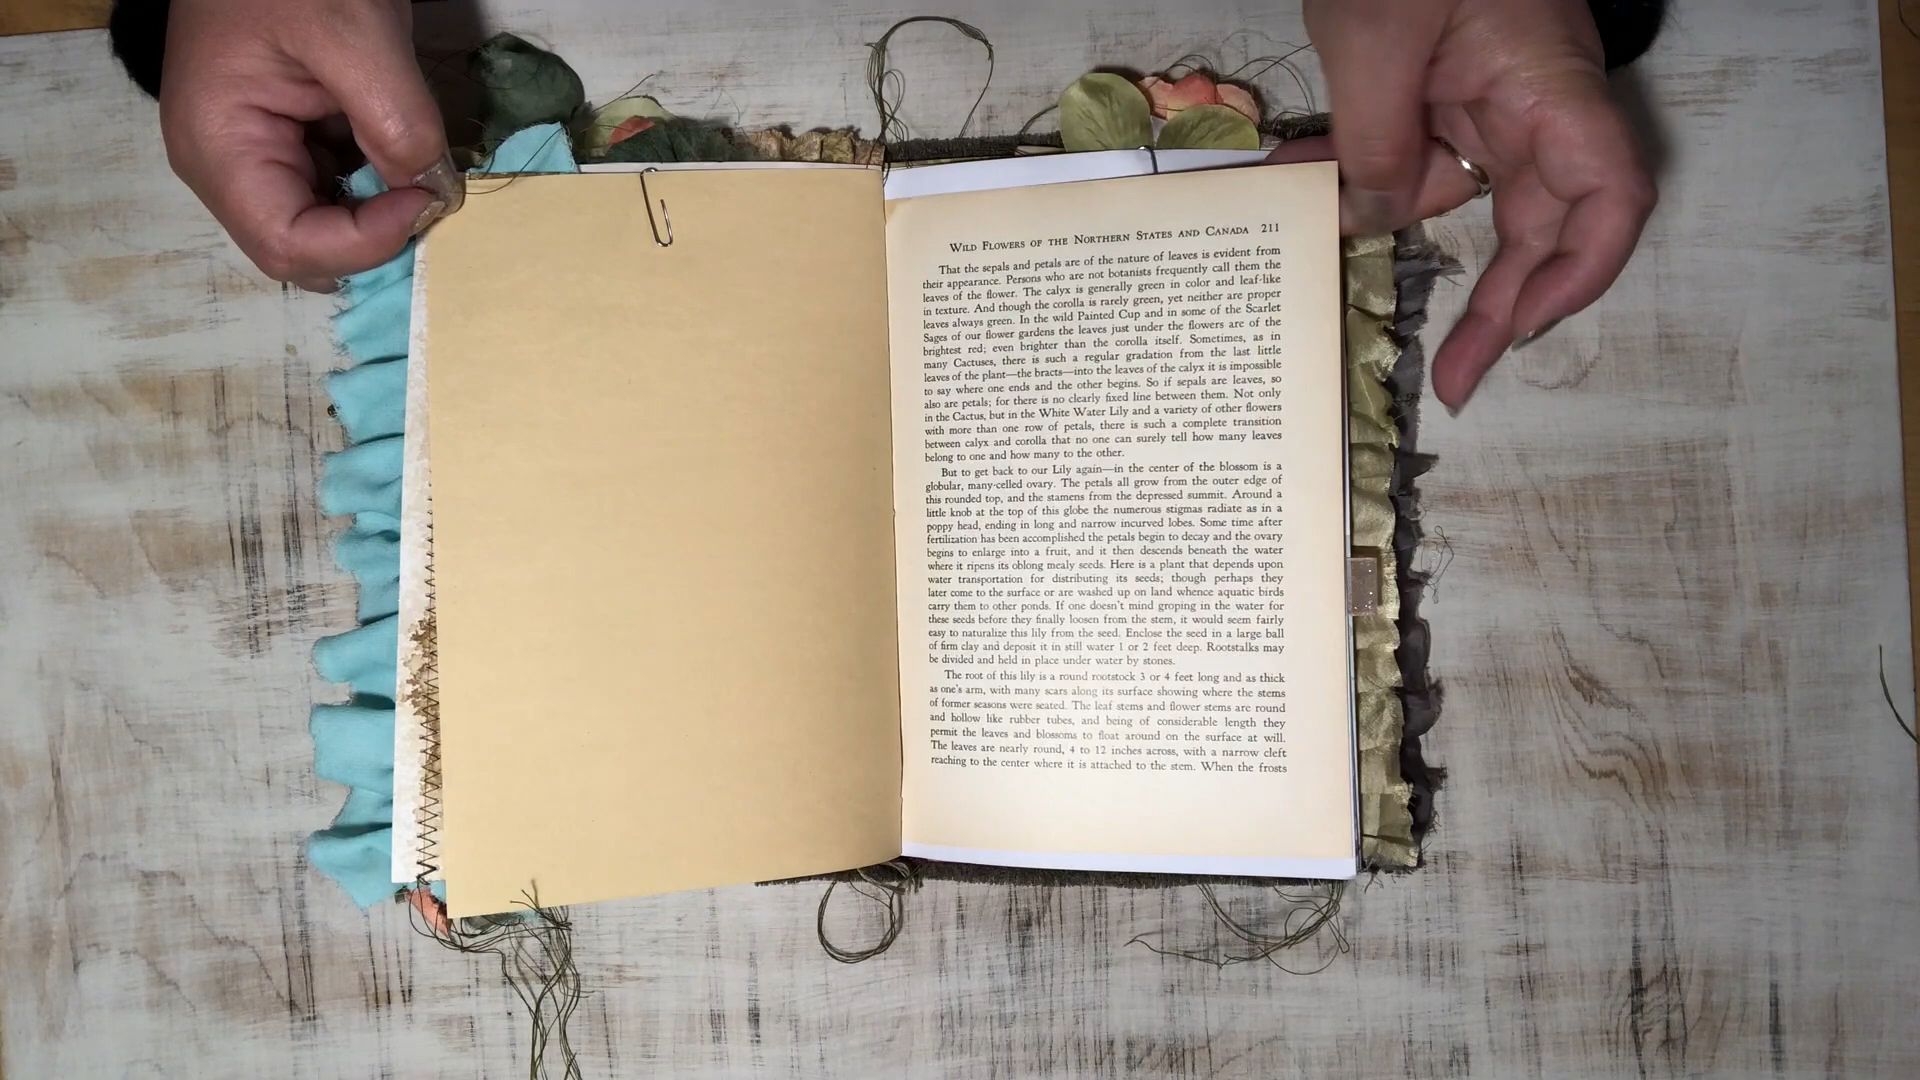 Wild Flowers of the Northern States and Canada 211
That the sepals and petals are of the nature of leaves is evident from
their appearance. Persons who are not botanists frequently call them the
leaves of the flower. The calyx is generally green in color and leaf-like
in texture. And though the corolla is rarely green, yet neither are proper
leaves always green. In the wild Painted Cup and in some of the Scarlet
Sages of our flower gardens the leaves just under the flowers are of the
brightest red; even brighter than the corolla itself. Sometimes, as in
many Cactuses, there is such a regular gradation from the last little
leaves of the plant—the bracts—into the leaves of the calyx it is impossible
to say where one ends and the other begins. So if sepals are leaves, so
also are petals; for there is no clearly fixed line between them. Not only
in the Cactus, but in the White Water Lily and a variety of other flowers
with more than one row of petals, there is such a complete transition
between calyx and corolla that no one can surely tell how many leaves
belong to one and how many to the other.
But to get back to our Lily again—in the center of the blossom is a
globular, many-celled ovary. The petals all grow from the outer edge of
this rounded top, and the stamens from the depressed summit. Around a
little knob at the top of this globe the numerous stigmas radiate as in a
poppy head, ending in long and narrow incurved lobes. Some time after
fertilization has been accomplished the petals begin to decay and the ovary
begins to enlarge into a fruit, and it then descends beneath the water
where it ripens its oblong mealy seeds. Here is a plant that depends upon
water transportation for distributing its seeds; though perhaps they
later come to the surface or are washed up on land whence aquatic birds
carry them to other ponds. If one doesn't mind groping in the water for
these seeds before they finally loosen from the stem, it would seem fairly
easy to naturalize this lily from the seed. Enclose the seed in a large ball
of firm clay and deposit it in still water 1 or 2 feet deep. Rootstalks may
be divided and held in place under water by stones.
The root of this lily is a round rootstock 3 or 4 feet long and as thick
as one's arm, with many scars along its surface showing where the stems
of former seasons were seated. The leaf stems and flower stems are round
and hollow like rubber tubes, and being of considerable length they
permit the leaves and blossoms to float around on the surface at will.
The leaves are nearly round, 4 to 12 inches across, with a narrow cleft
reaching to the center where it is attached to the stem. When the frosts